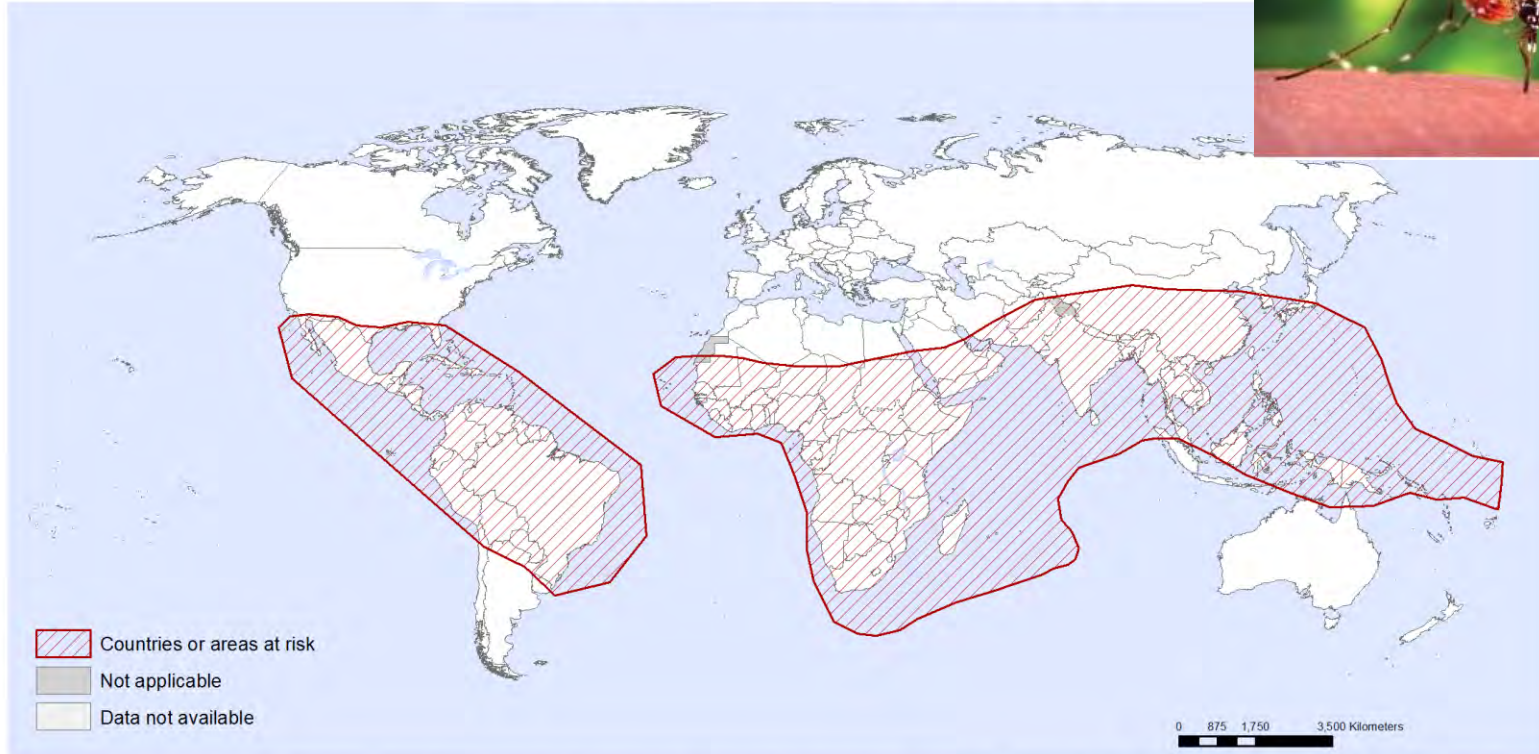 Countries or areas at risk
Not applicable
Data not available
0 875 1,750 3,500 Kilometers